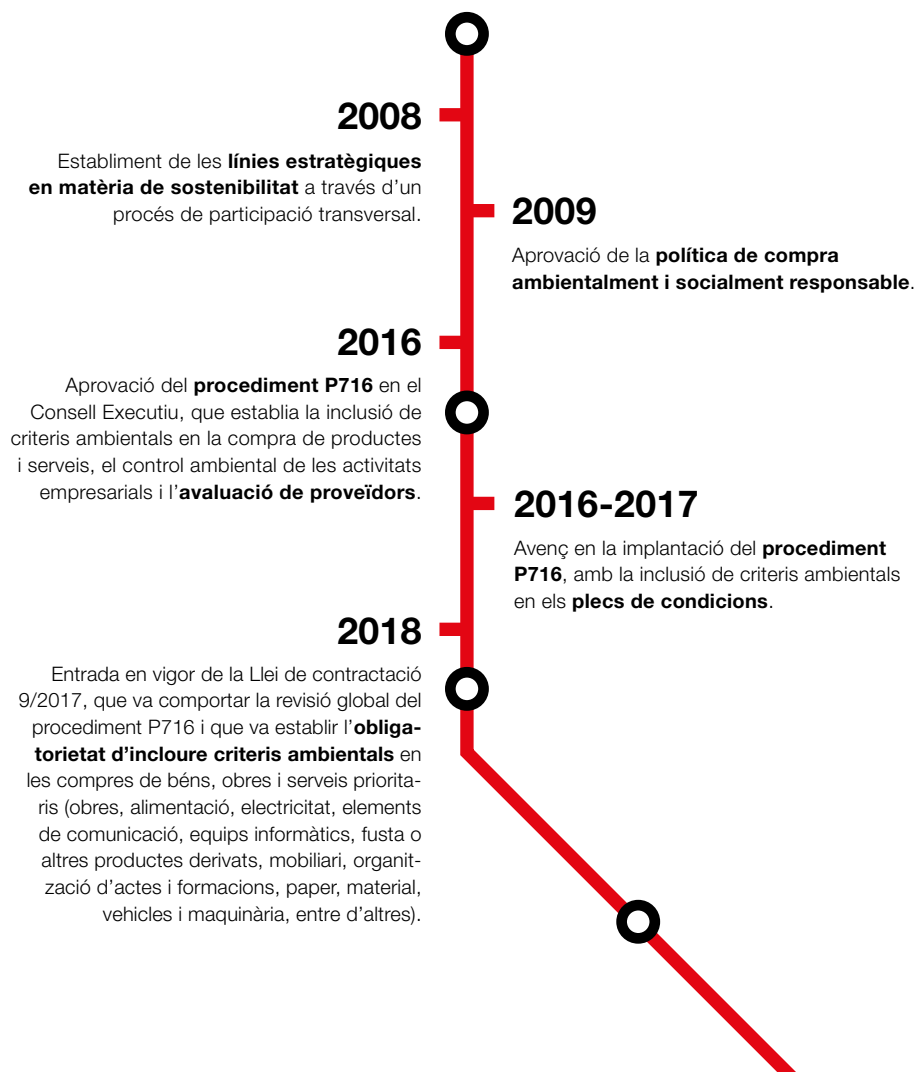 2008
Establiment de les línies estratègiques
en matèria de sostenibilitat a través d’un
procés de participació transversal.
2009
Aprovació de la política de compra
ambientalment i socialment responsable.
2016
Aprovació del procediment P716 en el
Consell Executiu, que establia la inclusió de
criteris ambientals en la compra de productes
i serveis, el control ambiental de les activitats
empresarials i l’avaluació de proveïdors.
2016-2017
Avenç en la implantació del procediment
P716, amb la inclusió de criteris ambientals
en els plecs de condicions.
2018
Entrada en vigor de la Llei de contractació
9/2017, que va comportar la revisió global del
procediment P716 i que va establir l’obliga-
torietat d’incloure criteris ambientals en
les compres de béns, obres i serveis priorita-
ris (obres, alimentació, electricitat, elements
de comunicació, equips informàtics, fusta o
altres productes derivats, mobiliari, organit-
zació d’actes i formacions, paper, material,
vehicles i maquinària, entre d’altres).